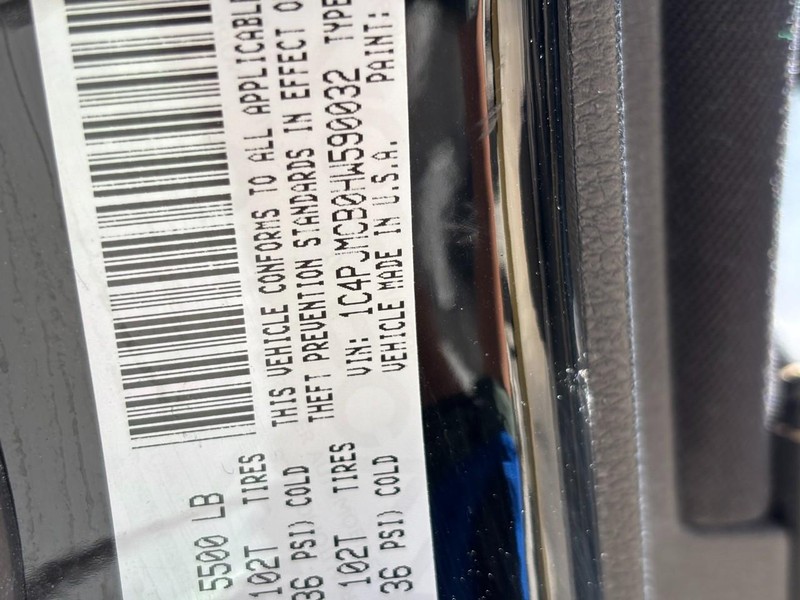 5500 LB
102T TIRES
36 PSI) COLD
102T TIRES
36 PSI) COLD
THIS VEHICLE CONFORMS TO ALL APPLICABLE
THEFT PREVENTION STANDARDS IN EFFECT O
VIN: 1C4PJMCB0HW590032 TYPE
VEHICLE MADE IN U.S.A. PAINT: